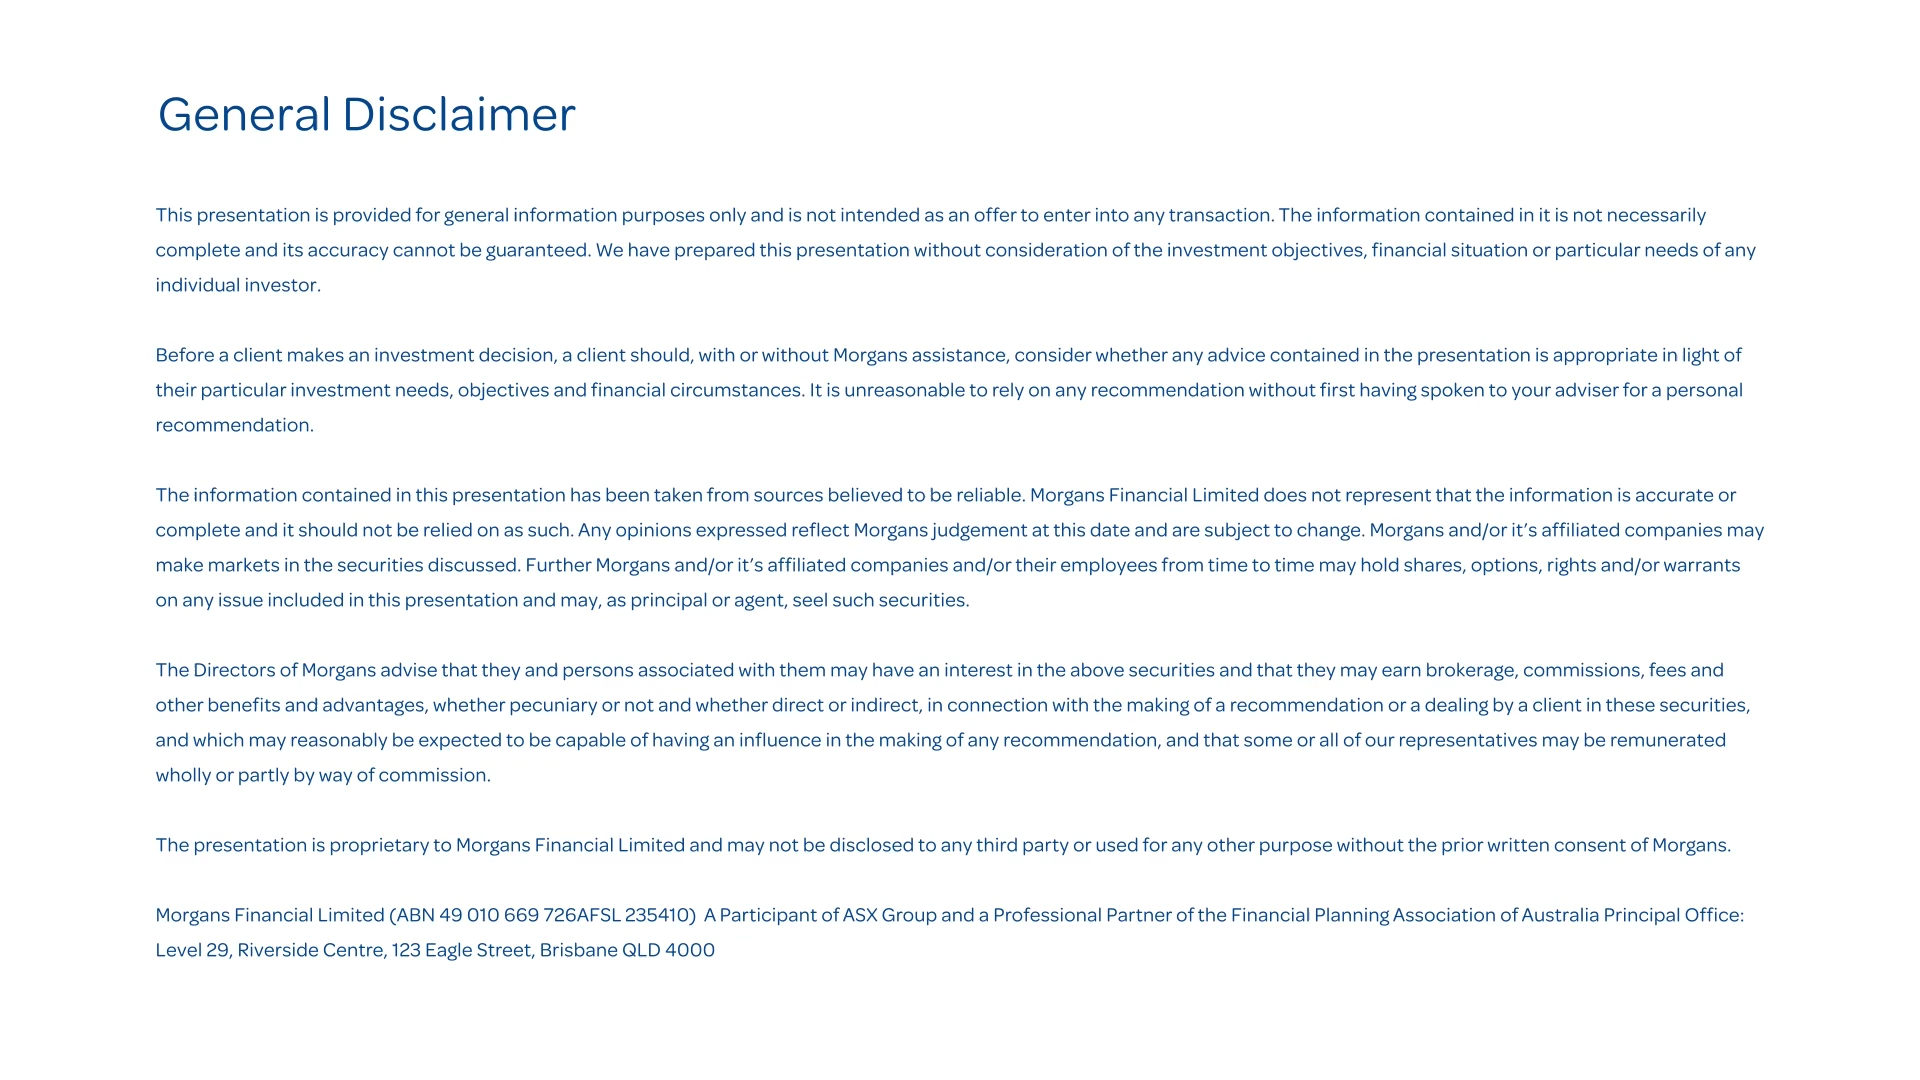 General Disclaimer
This presentation is provided for general information purposes only and is not intended as an offer to enter into any transaction. The information contained in it is not necessarily
complete and its accuracy cannot be guaranteed. We have prepared this presentation without consideration of the investment objectives, financial situation or particular needs of any
individual investor.
Before a client makes an investment decision, a client should, with or without Morgans assistance, consider whether any advice contained in the presentation is appropriate in light of
their particular investment needs, objectives and financial circumstances. It is unreasonable to rely on any recommendation without first having spoken to your adviser for a personal
recommendation.
The information contained in this presentation has been taken from sources believed to be reliable. Morgans Financial Limited does not represent that the information is accurate or
complete and it should not be relied on as such. Any opinions expressed reflect Morgans judgement at this date and are subject to change. Morgans and/or it’s affiliated companies may
make markets in the securities discussed. Further Morgans and/or it’s affiliated companies and/or their employees from time to time may hold shares, options, rights and/or warrants
on any issue included in this presentation and may, as principal or agent, seel such securities.
The Directors of Morgans advise that they and persons associated with them may have an interest in the above securities and that they may earn brokerage, commissions, fees and
other benefits and advantages, whether pecuniary or not and whether direct or indirect, in connection with the making of a recommendation or a dealing by a client in these securities,
and which may reasonably be expected to be capable of having an influence in the making of any recommendation, and that some or all of our representatives may be remunerated
wholly or partly by way of commission.
The presentation is proprietary to Morgans Financial Limited and may not be disclosed to any third party or used for any other purpose without the prior written consent of Morgans.
Morgans Financial Limited (ABN 49 010 669 726AFSL 235410)  A Participant of ASX Group and a Professional Partner of the Financial Planning Association of Australia Principal Office:
Level 29, Riverside Centre, 123 Eagle Street, Brisbane QLD 4000